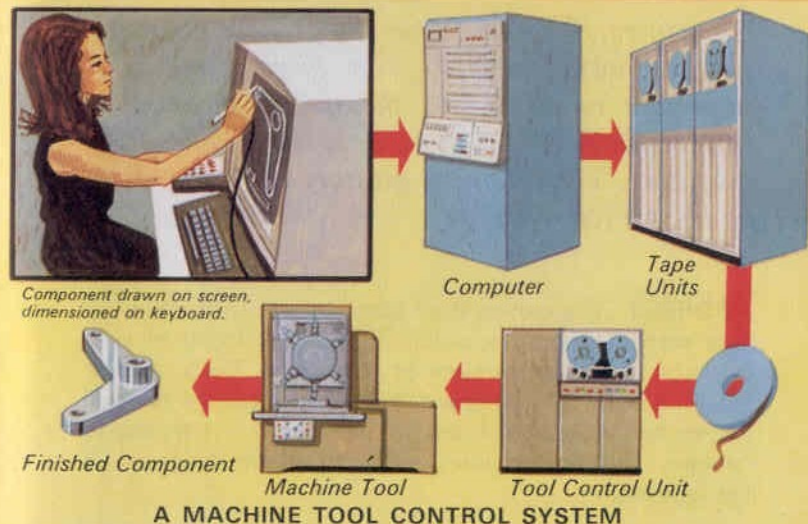 Component drawn on screen,
dimensioned on keyboard.
Computer
Tape
Units
Finished Component
Machine Tool
Tool Control Unit
A MACHINE TOOL CONTROL SYSTEM